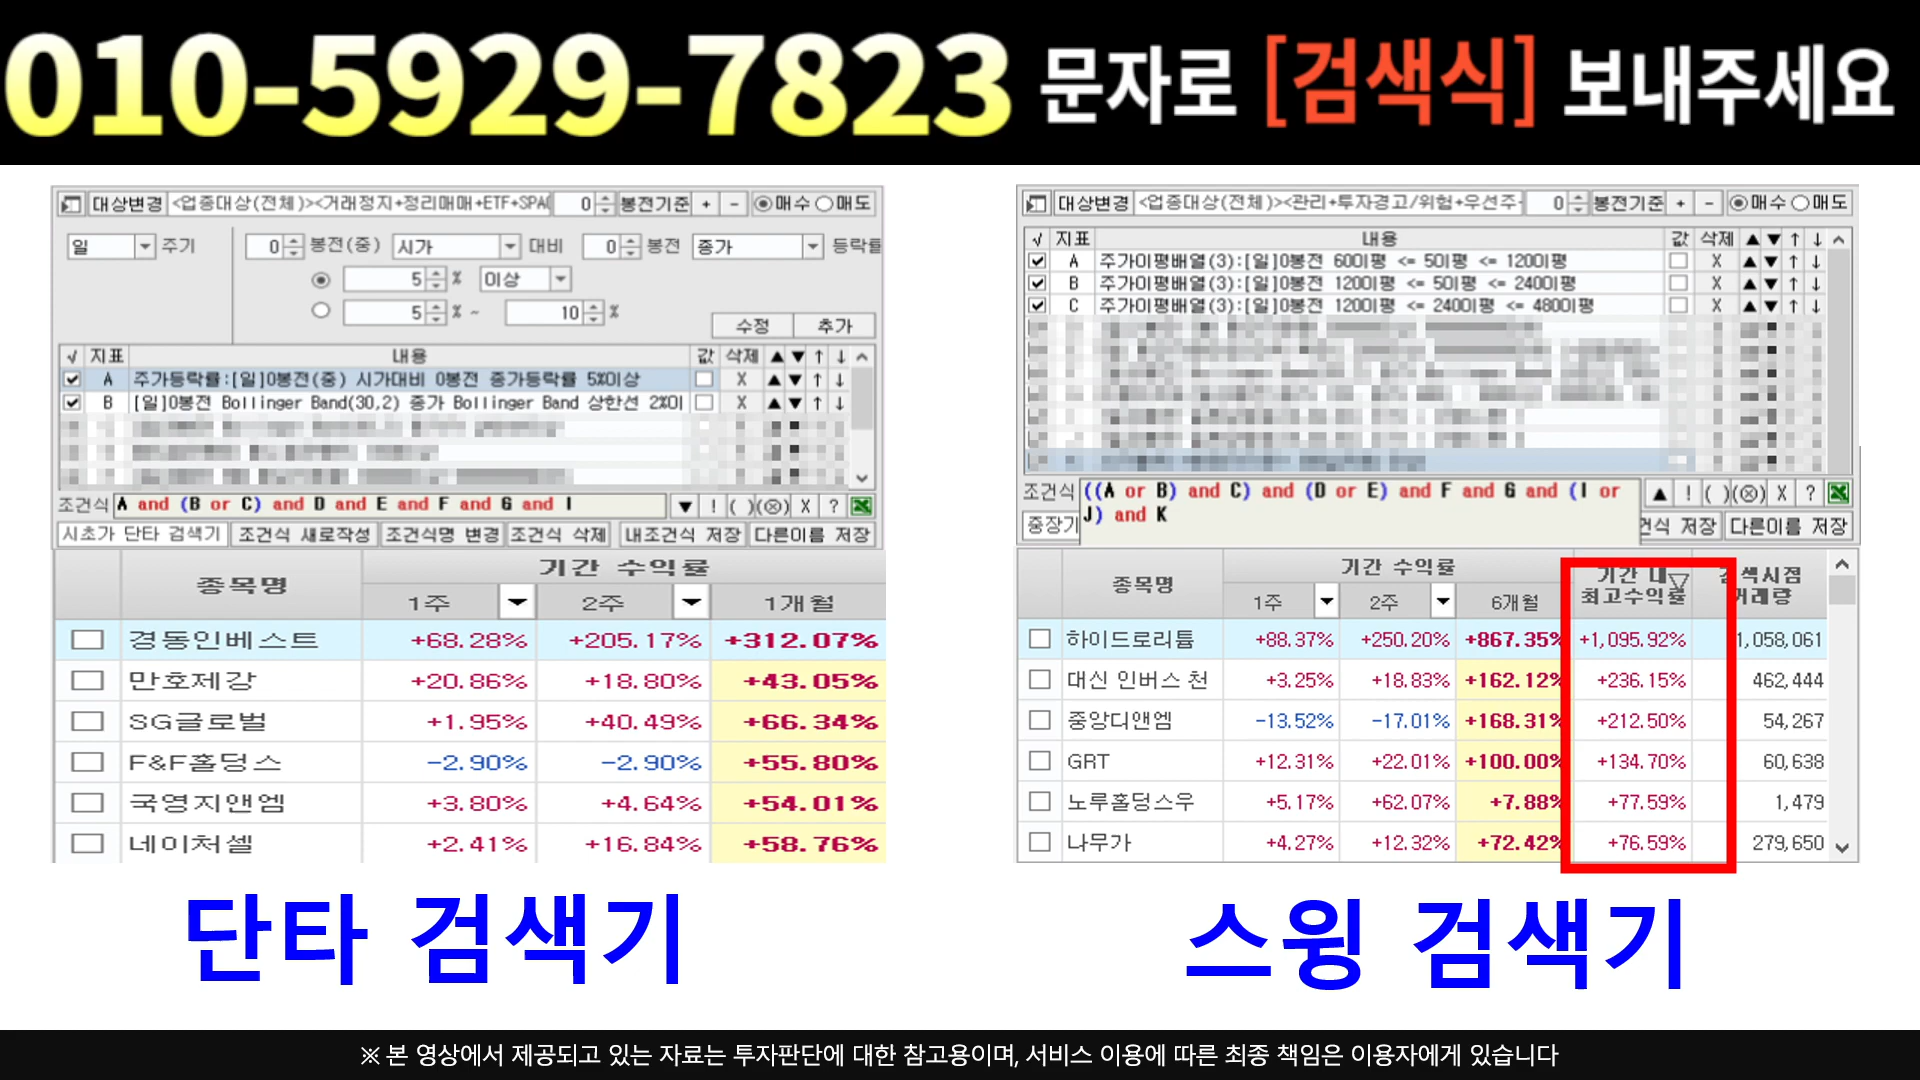 010-5929-7823 문자로 [검색식] 보내주세요
대상변경 <업종대상(전체)><거래정지+정리매매+ETF+SPAC 0 봉전기준 + - 매수 매도
일 주기 0 봉전(중) 시가 대비 0 봉전 종가 등락률
5 % 이상
5 % ~ 10 %
수정 추가
√ 지표 내용 값 삭제 ▲ ▼ ↑ ↓
A 주가등락률:[일]0봉전(중) 시가대비 0봉전 종가등락률 5%이상 X ▲ ▼ ↑ ↓
B [일]0봉전 Bollinger Band(30,2) 종가 Bollinger Band 상한선 2%이 X ▲ ▼ ↑ ↓
조건식 A and (B or C) and D and E and F and G and I ▼ ! ( ) (⊗) X ?
시초가 단타 검색기 조건식 새로작성 조건식명 변경 조건식 삭제 내조건식 저장 다른이름 저장
종목명 기간 수익률
1주 2주 1개월
경동인베스트 +68.28% +205.17% +312.07%
만호제강 +20.86% +18.80% +43.05%
SG글로벌 +1.95% +40.49% +66.34%
F&F홀딩스 -2.90% -2.90% +55.80%
국영지앤엠 +3.80% +4.64% +54.01%
네이처셀 +2.41% +16.84% +58.76%
단타 검색기
대상변경 <업종대상(전체)><관리+투자경고/위험+우선주+ 0 봉전기준 + - 매수 매도
√ 지표 내용 값 삭제 ▲ ▼ ↑ ↓
A 주가이평배열(3):[일]0봉전 60이평 <= 5이평 <= 120이평 X ▲ ▼ ↑ ↓
B 주가이평배열(3):[일]0봉전 120이평 <= 5이평 <= 240이평 X ▲ ▼ ↑ ↓
C 주가이평배열(3):[일]0봉전 120이평 <= 240이평 <= 480이평 X ▲ ▼ ↑ ↓
조건식 ((A or B) and C) and (D or E) and F and G and (I or ▲ ! ( ) (⊗) X ?
중장기 J) and K 건식 저장 다른이름 저장
종목명 기간 수익률 기간 내 최고수익률 검색시점 거래량
1주 2주 6개월
하이드로리튬 +88.37% +250.20% +867.35% +1,095.92% 1,058,061
대신 인버스 천 +3.25% +18.83% +162.12% +236.15% 462,444
중앙디앤엠 -13.52% -17.01% +168.31% +212.50% 54,267
GRT +12.31% +22.01% +100.00% +134.70% 60,638
노루홀딩스우 +5.17% +62.07% +7.88% +77.59% 1,479
나무가 +4.27% +12.32% +72.42% +76.59% 279,650
스윙 검색기
※ 본 영상에서 제공되고 있는 자료는 투자판단에 대한 참고용이며, 서비스 이용에 따른 최종 책임은 이용자에게 있습니다